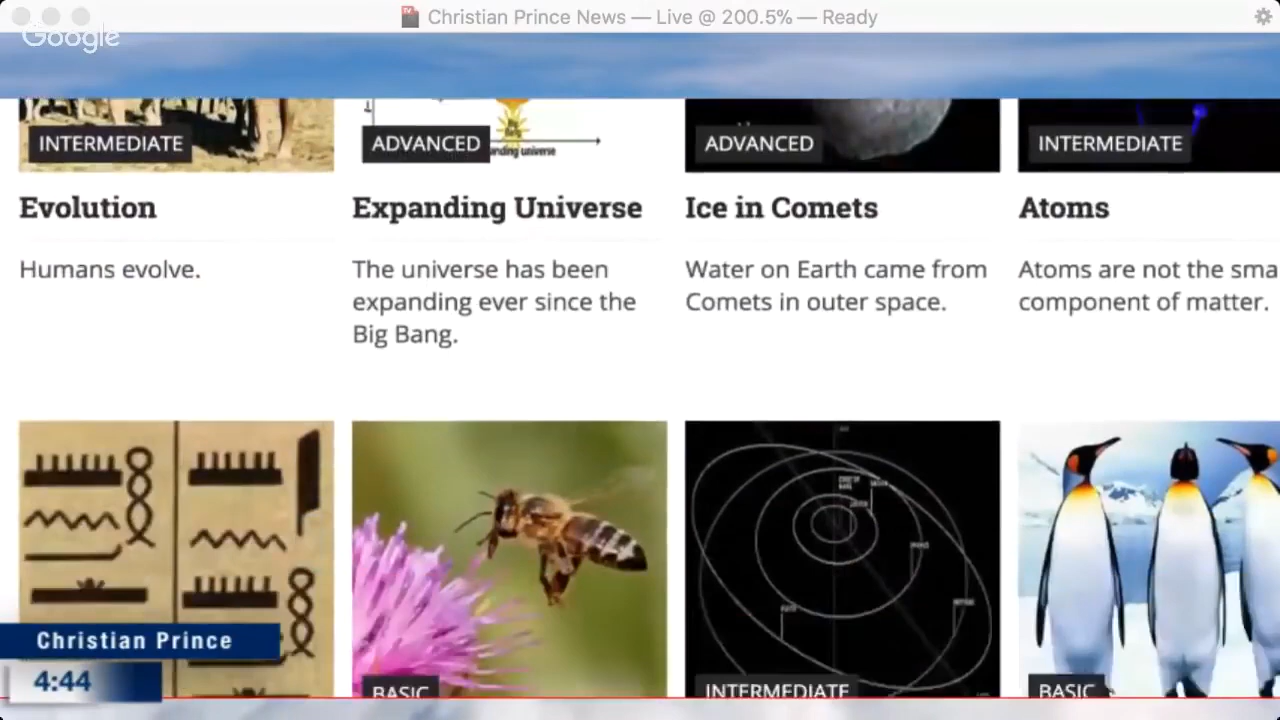 Christian Prince News — Live @ 200.5% — Ready
Google
INTERMEDIATE
ADVANCED
ADVANCED
INTERMEDIATE
anding universe
Evolution
Expanding Universe
Ice in Comets
Atoms
Humans evolve.
The universe has been
expanding ever since the
Big Bang.
Water on Earth came from
Comets in outer space.
Atoms are not the sma
component of matter.
Christian Prince
4:44
BASIC
INTERMEDIATE
BASIC